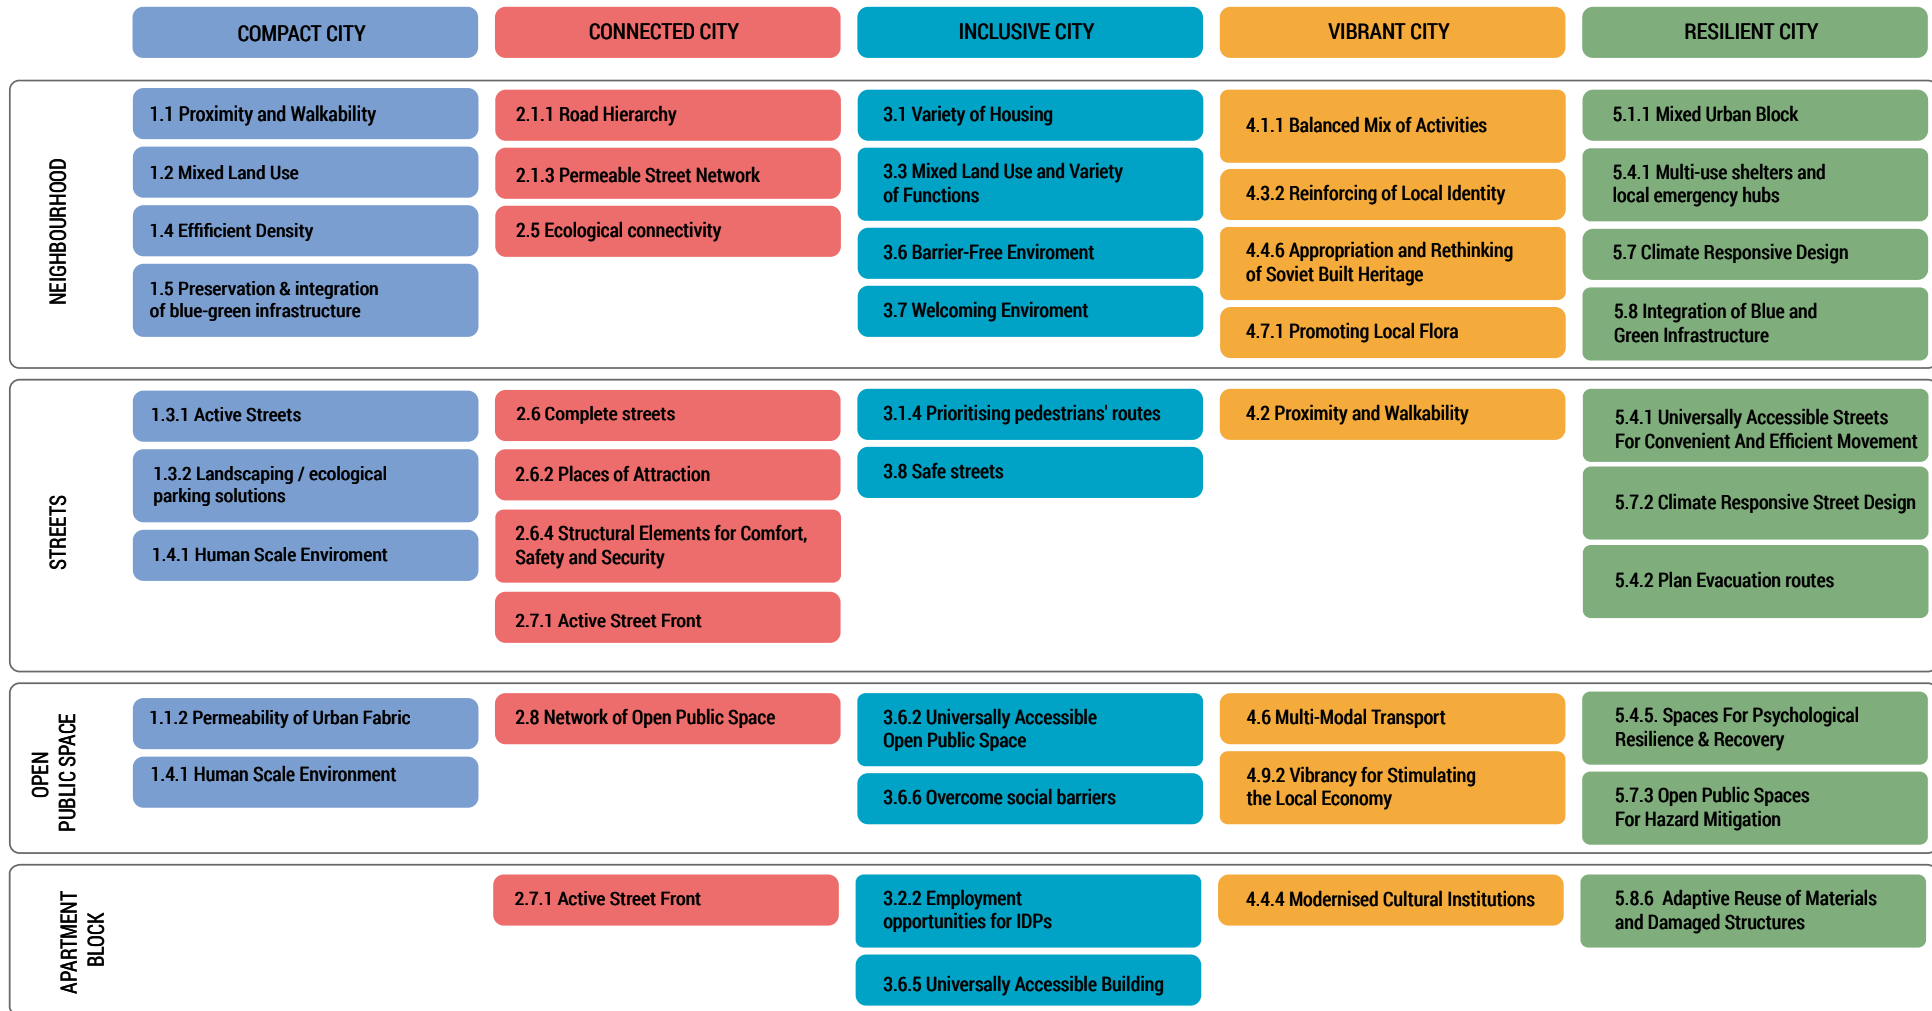 COMPACT CITY
CONNECTED CITY
INCLUSIVE CITY
VIBRANT CITY
RESILIENT CITY
NEIGHBOURHOOD
1.1 Proximity and Walkability
1.2 Mixed Land Use
1.4 Effificient Density
1.5 Preservation & integration
of blue-green infrastructure
2.1.1 Road Hierarchy
2.1.3 Permeable Street Network
2.5 Ecological connectivity
3.1 Variety of Housing
3.3 Mixed Land Use and Variety
of Functions
3.6 Barrier-Free Enviroment
3.7 Welcoming Enviroment
4.1.1 Balanced Mix of Activities
4.3.2 Reinforcing of Local Identity
4.4.6 Appropriation and Rethinking
of Soviet Built Heritage
4.7.1 Promoting Local Flora
5.1.1 Mixed Urban Block
5.4.1 Multi-use shelters and
local emergency hubs
5.7 Climate Responsive Design
5.8 Integration of Blue and
Green Infrastructure
STREETS
1.3.1 Active Streets
1.3.2 Landscaping / ecological
parking solutions
1.4.1 Human Scale Enviroment
2.6 Complete streets
2.6.2 Places of Attraction
2.6.4 Structural Elements for Comfort,
Safety and Security
2.7.1 Active Street Front
3.1.4 Prioritising pedestrians' routes
3.8 Safe streets
4.2 Proximity and Walkability
5.4.1 Universally Accessible Streets
For Convenient And Efficient Movement
5.7.2 Climate Responsive Street Design
5.4.2 Plan Evacuation routes
OPEN
PUBLIC SPACE
1.1.2 Permeability of Urban Fabric
1.4.1 Human Scale Environment
2.8 Network of Open Public Space
3.6.2 Universally Accessible
Open Public Space
3.6.6 Overcome social barriers
4.6 Multi-Modal Transport
4.9.2 Vibrancy for Stimulating
the Local Economy
5.4.5. Spaces For Psychological
Resilience & Recovery
5.7.3 Open Public Spaces
For Hazard Mitigation
APARTMENT
BLOCK
2.7.1 Active Street Front
3.2.2 Employment
opportunities for IDPs
3.6.5 Universally Accessible Building
4.4.4 Modernised Cultural Institutions
5.8.6 Adaptive Reuse of Materials
and Damaged Structures